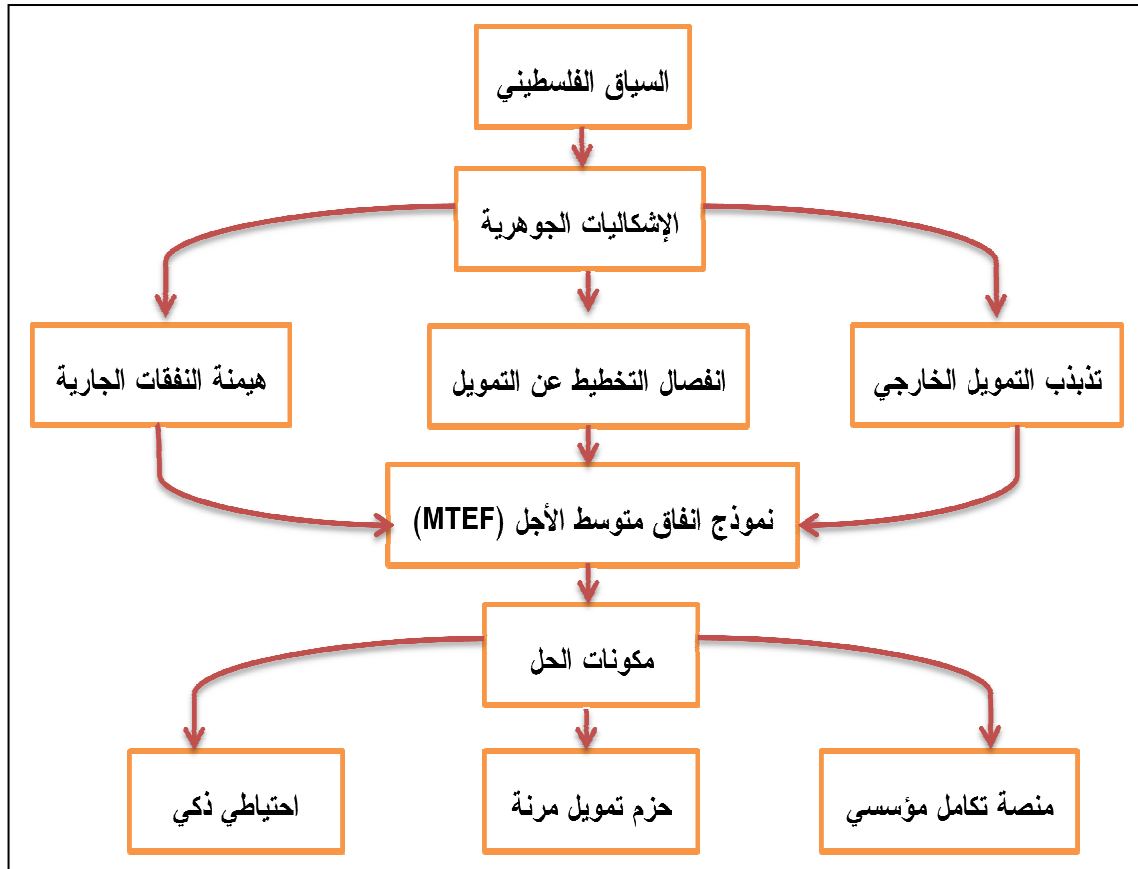 السياق الفلسطيني
الإشكاليات الجوهرية
تذبذب التمويل الخارجي
انفصال التخطيط عن التمويل
هيمنة النفقات الجارية
نموذج انفاق متوسط الأجل (MTEF)
مكونات الحل
منصة تكامل مؤسسي
حزم تمويل مرنة
احتياطي ذكي